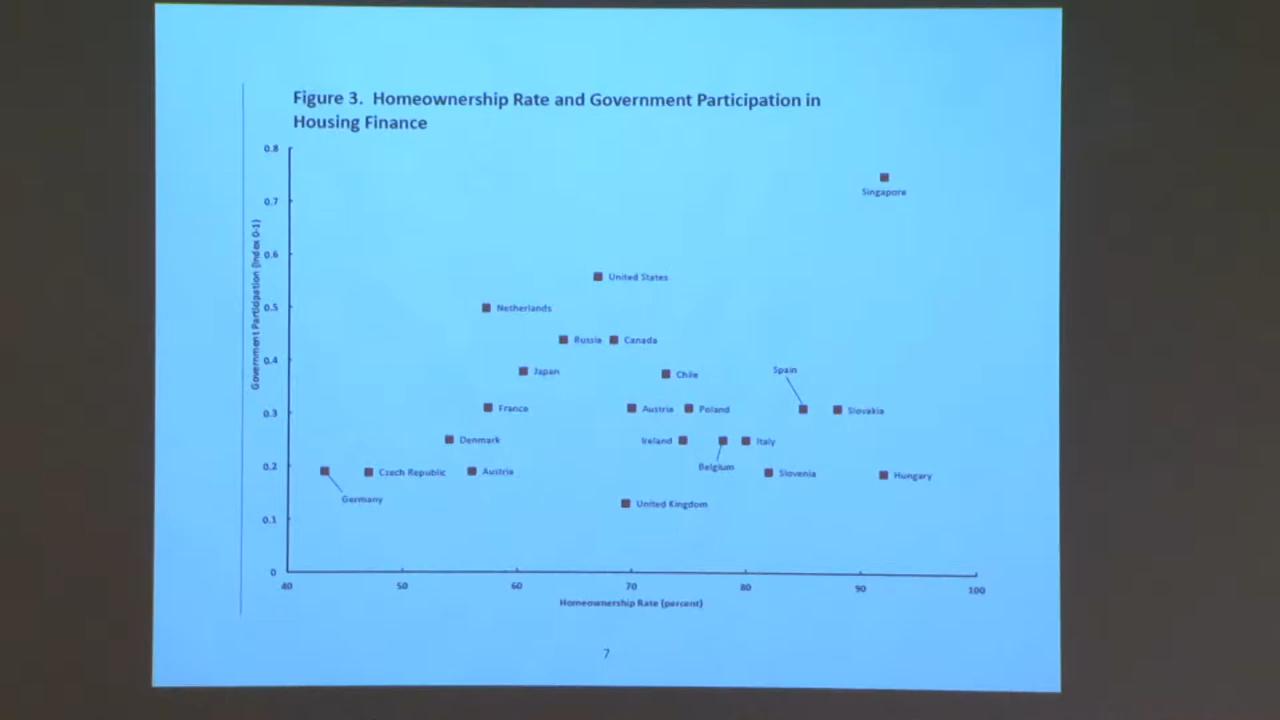 Figure 3. Homeownership Rate and Government Participation in
Housing Finance
0.8
0.7
0.6
0.5
0.4
0.3
0.2
0.1
0
Government Participation (Index 0-1)
Singapore
United States
Netherlands
Russia
Canada
Japan
Chile
Spain
France
Austria
Poland
Slovakia
Denmark
Ireland
Italy
Belgium
Czech Republic
Austria
Slovenia
Hungary
Germany
United Kingdom
40
50
60
70
80
90
100
Homeownership Rate (percent)
7